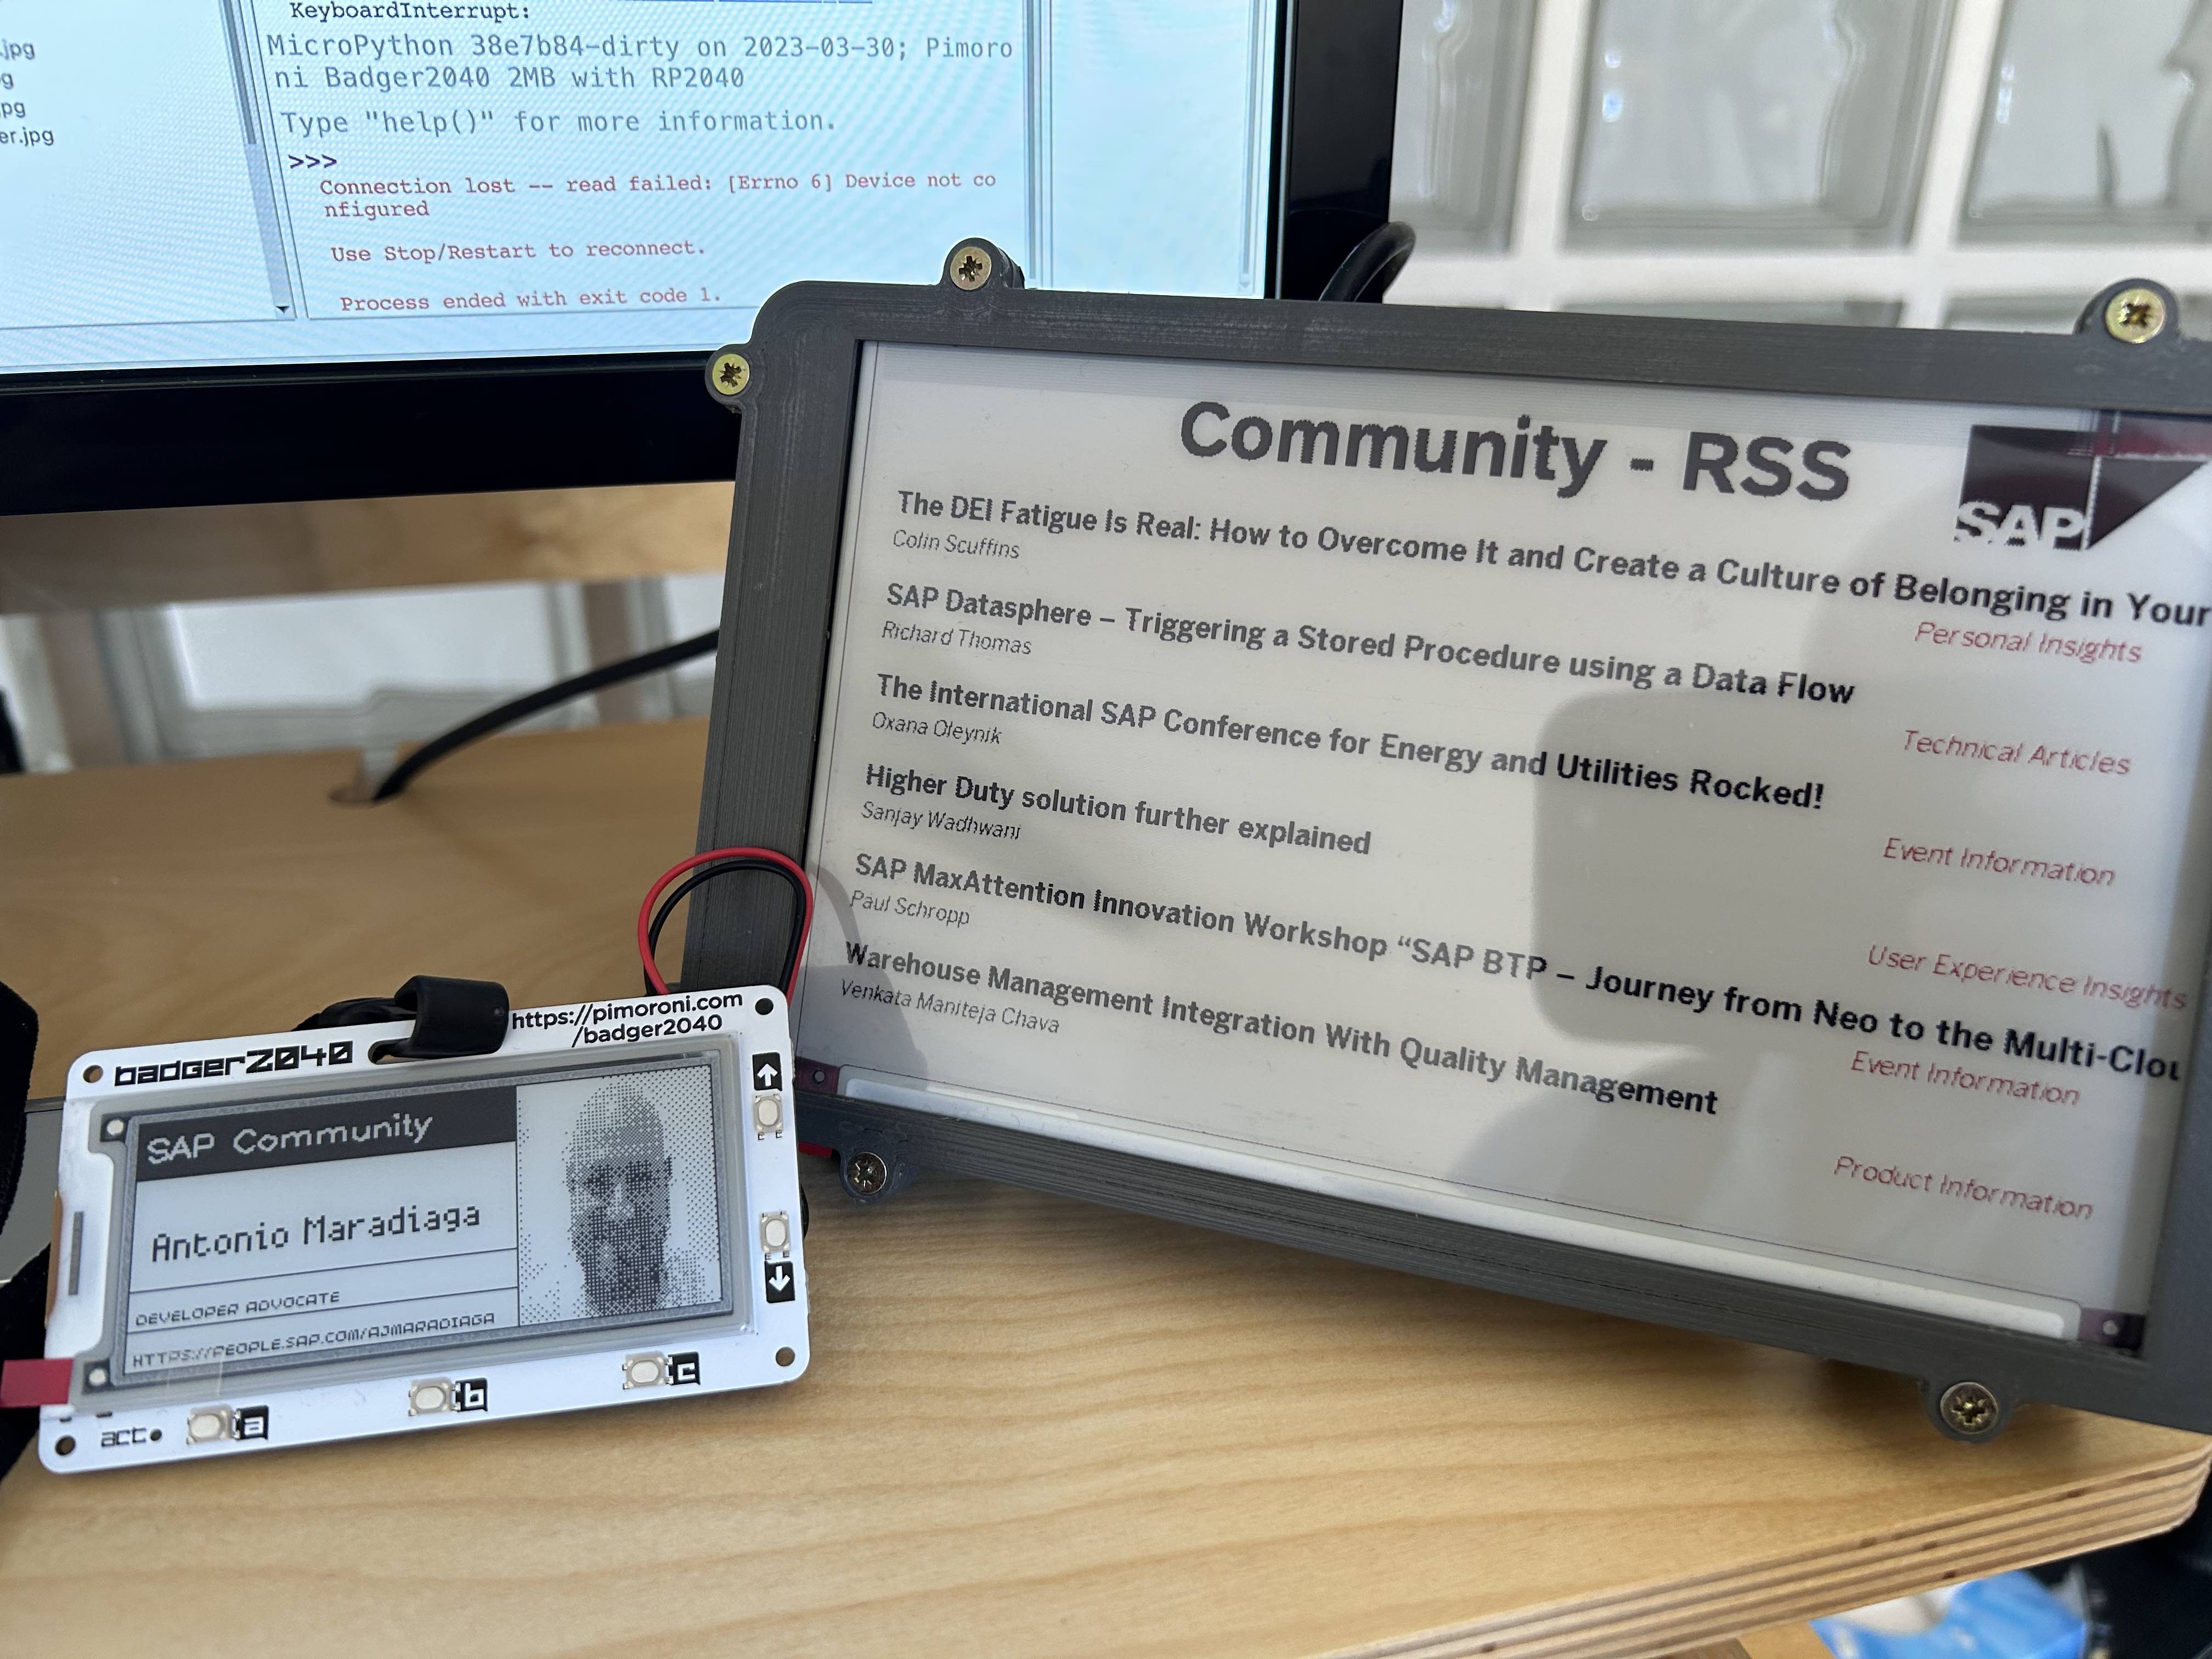 .jpg
g
pg
er.jpg
KeyboardInterrupt:
MicroPython 38e7b84-dirty on 2023-03-30; Pimoro
ni Badger2040 2MB with RP2040
Type "help()" for more information.
>>>
Connection lost -- read failed: [Errno 6] Device not co
nfigured
Use Stop/Restart to reconnect.
Process ended with exit code 1.
Community - RSS
SAP
The DEI Fatigue Is Real: How to Overcome It and Create a Culture of Belonging in Your
Colin Scuffins
Personal Insights
SAP Datasphere – Triggering a Stored Procedure using a Data Flow
Richard Thomas
Technical Articles
The International SAP Conference for Energy and Utilities Rocked!
Oxana Oleynik
Event Information
Higher Duty solution further explained
Sanjay Wadhwani
User Experience Insights
SAP MaxAttention Innovation Workshop “SAP BTP – Journey from Neo to the Multi-Clou
Paul Schropp
Event Information
Warehouse Management Integration With Quality Management
Venkata Maniteja Chava
Product Information
badger2040
https://pimoroni.com
/badger2040
SAP Community
Antonio Maradiaga
DEVELOPER ADVOCATE
HTTPS://PEOPLE.SAP.COM/AJMARADIAGA
act
a
b
c